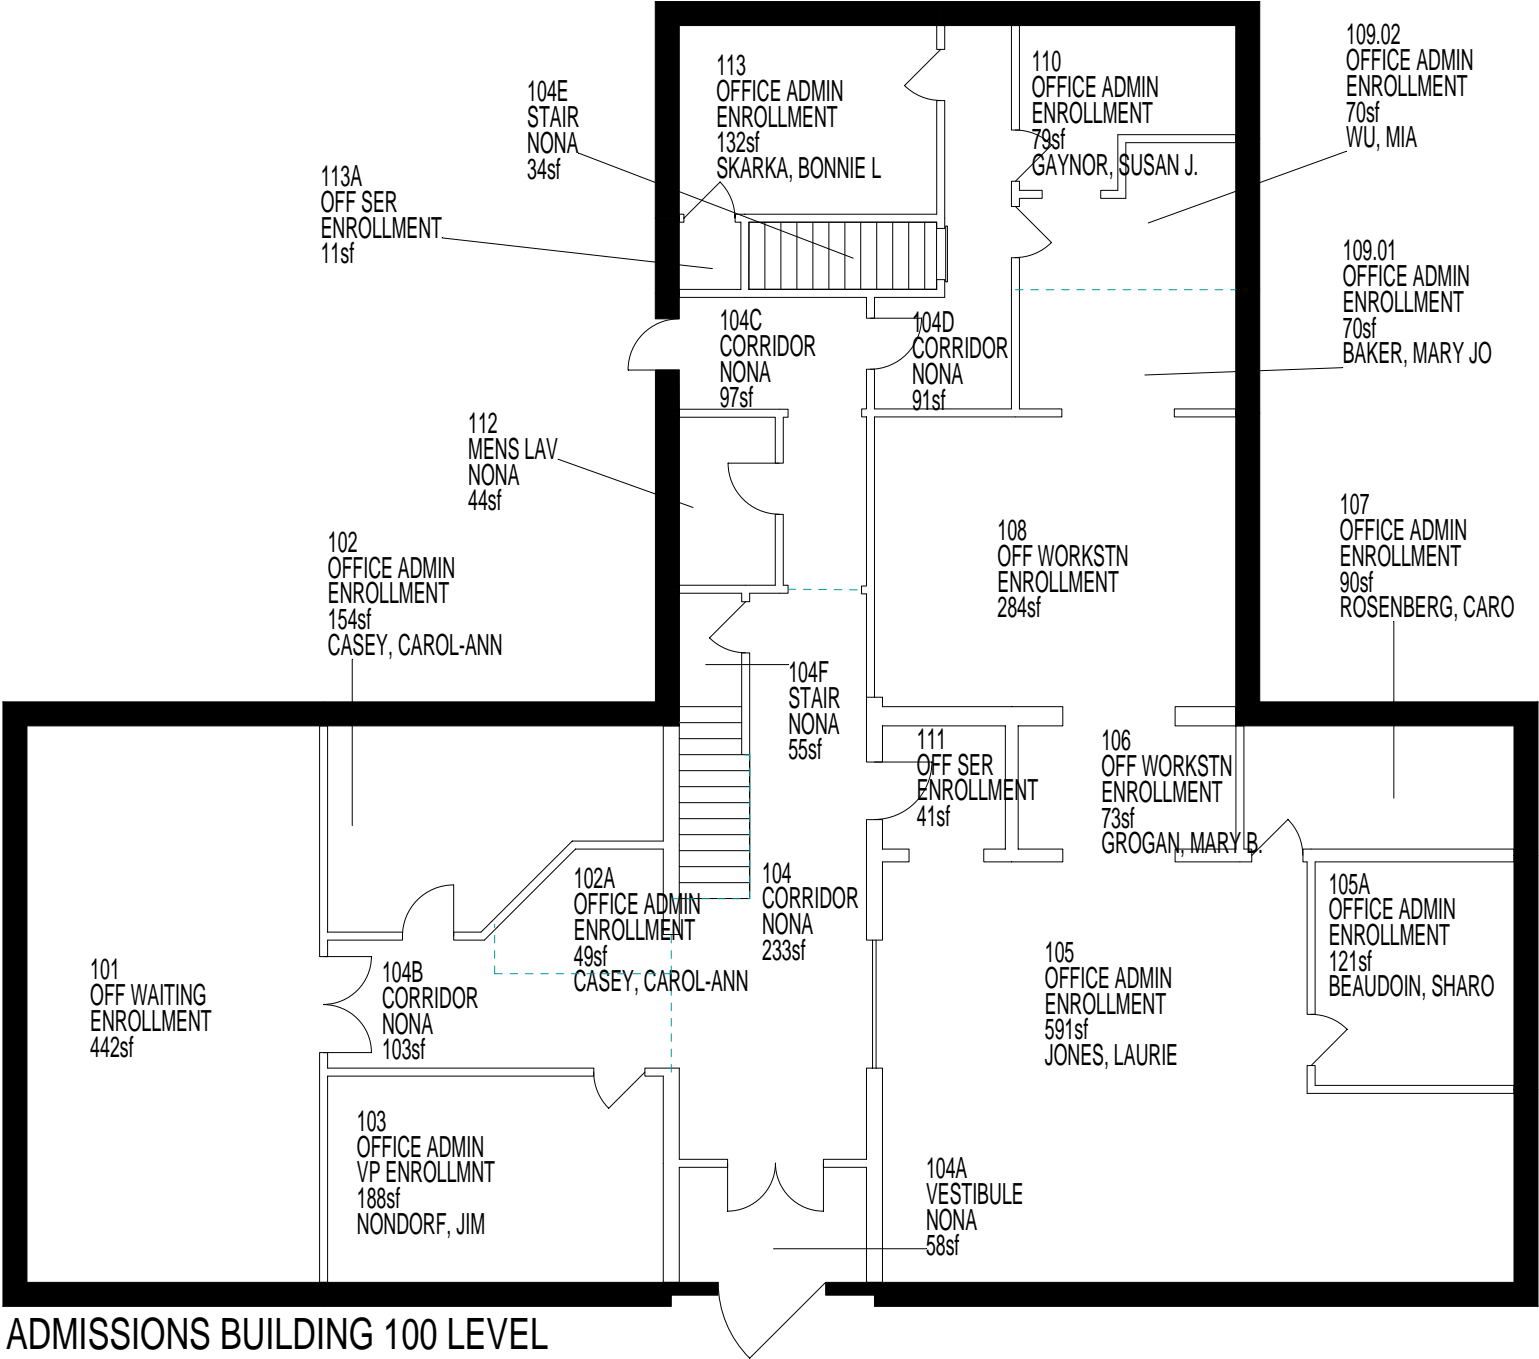 109.02
OFFICE ADMIN
ENROLLMENT
70sf
WU, MIA
113
OFFICE ADMIN
ENROLLMENT
132sf
SKARKA, BONNIE L
110
OFFICE ADMIN
ENROLLMENT
79sf
GAYNOR, SUSAN J.
104E
STAIR
NONA
34sf
113A
OFF SER
ENROLLMENT
11sf
109.01
OFFICE ADMIN
ENROLLMENT
70sf
BAKER, MARY JO
104C
CORRIDOR
NONA
97sf
104D
CORRIDOR
NONA
91sf
112
MENS LAV
NONA
44sf
107
OFFICE ADMIN
ENROLLMENT
90sf
ROSENBERG, CARO
108
OFF WORKSTN
ENROLLMENT
284sf
102
OFFICE ADMIN
ENROLLMENT
154sf
CASEY, CAROL-ANN
104F
STAIR
NONA
55sf
111
OFF SER
ENROLLMENT
41sf
106
OFF WORKSTN
ENROLLMENT
73sf
GROGAN, MARY B.
102A
OFFICE ADMIN
ENROLLMENT
49sf
CASEY, CAROL-ANN
104
CORRIDOR
NONA
233sf
105A
OFFICE ADMIN
ENROLLMENT
121sf
BEAUDOIN, SHARO
101
OFF WAITING
ENROLLMENT
442sf
104B
CORRIDOR
NONA
103sf
105
OFFICE ADMIN
ENROLLMENT
591sf
JONES, LAURIE
103
OFFICE ADMIN
VP ENROLLMNT
188sf
NONDORF, JIM
104A
VESTIBULE
NONA
58sf
ADMISSIONS BUILDING 100 LEVEL